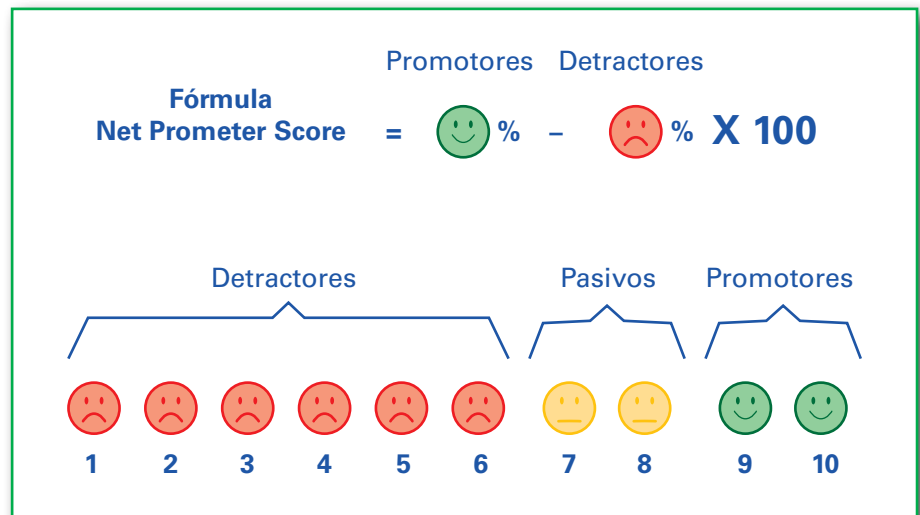 Promotores Detractores
Fórmula
Net Prometer Score = % – % X 100
Detractores Pasivos Promotores
1 2 3 4 5 6 7 8 9 10